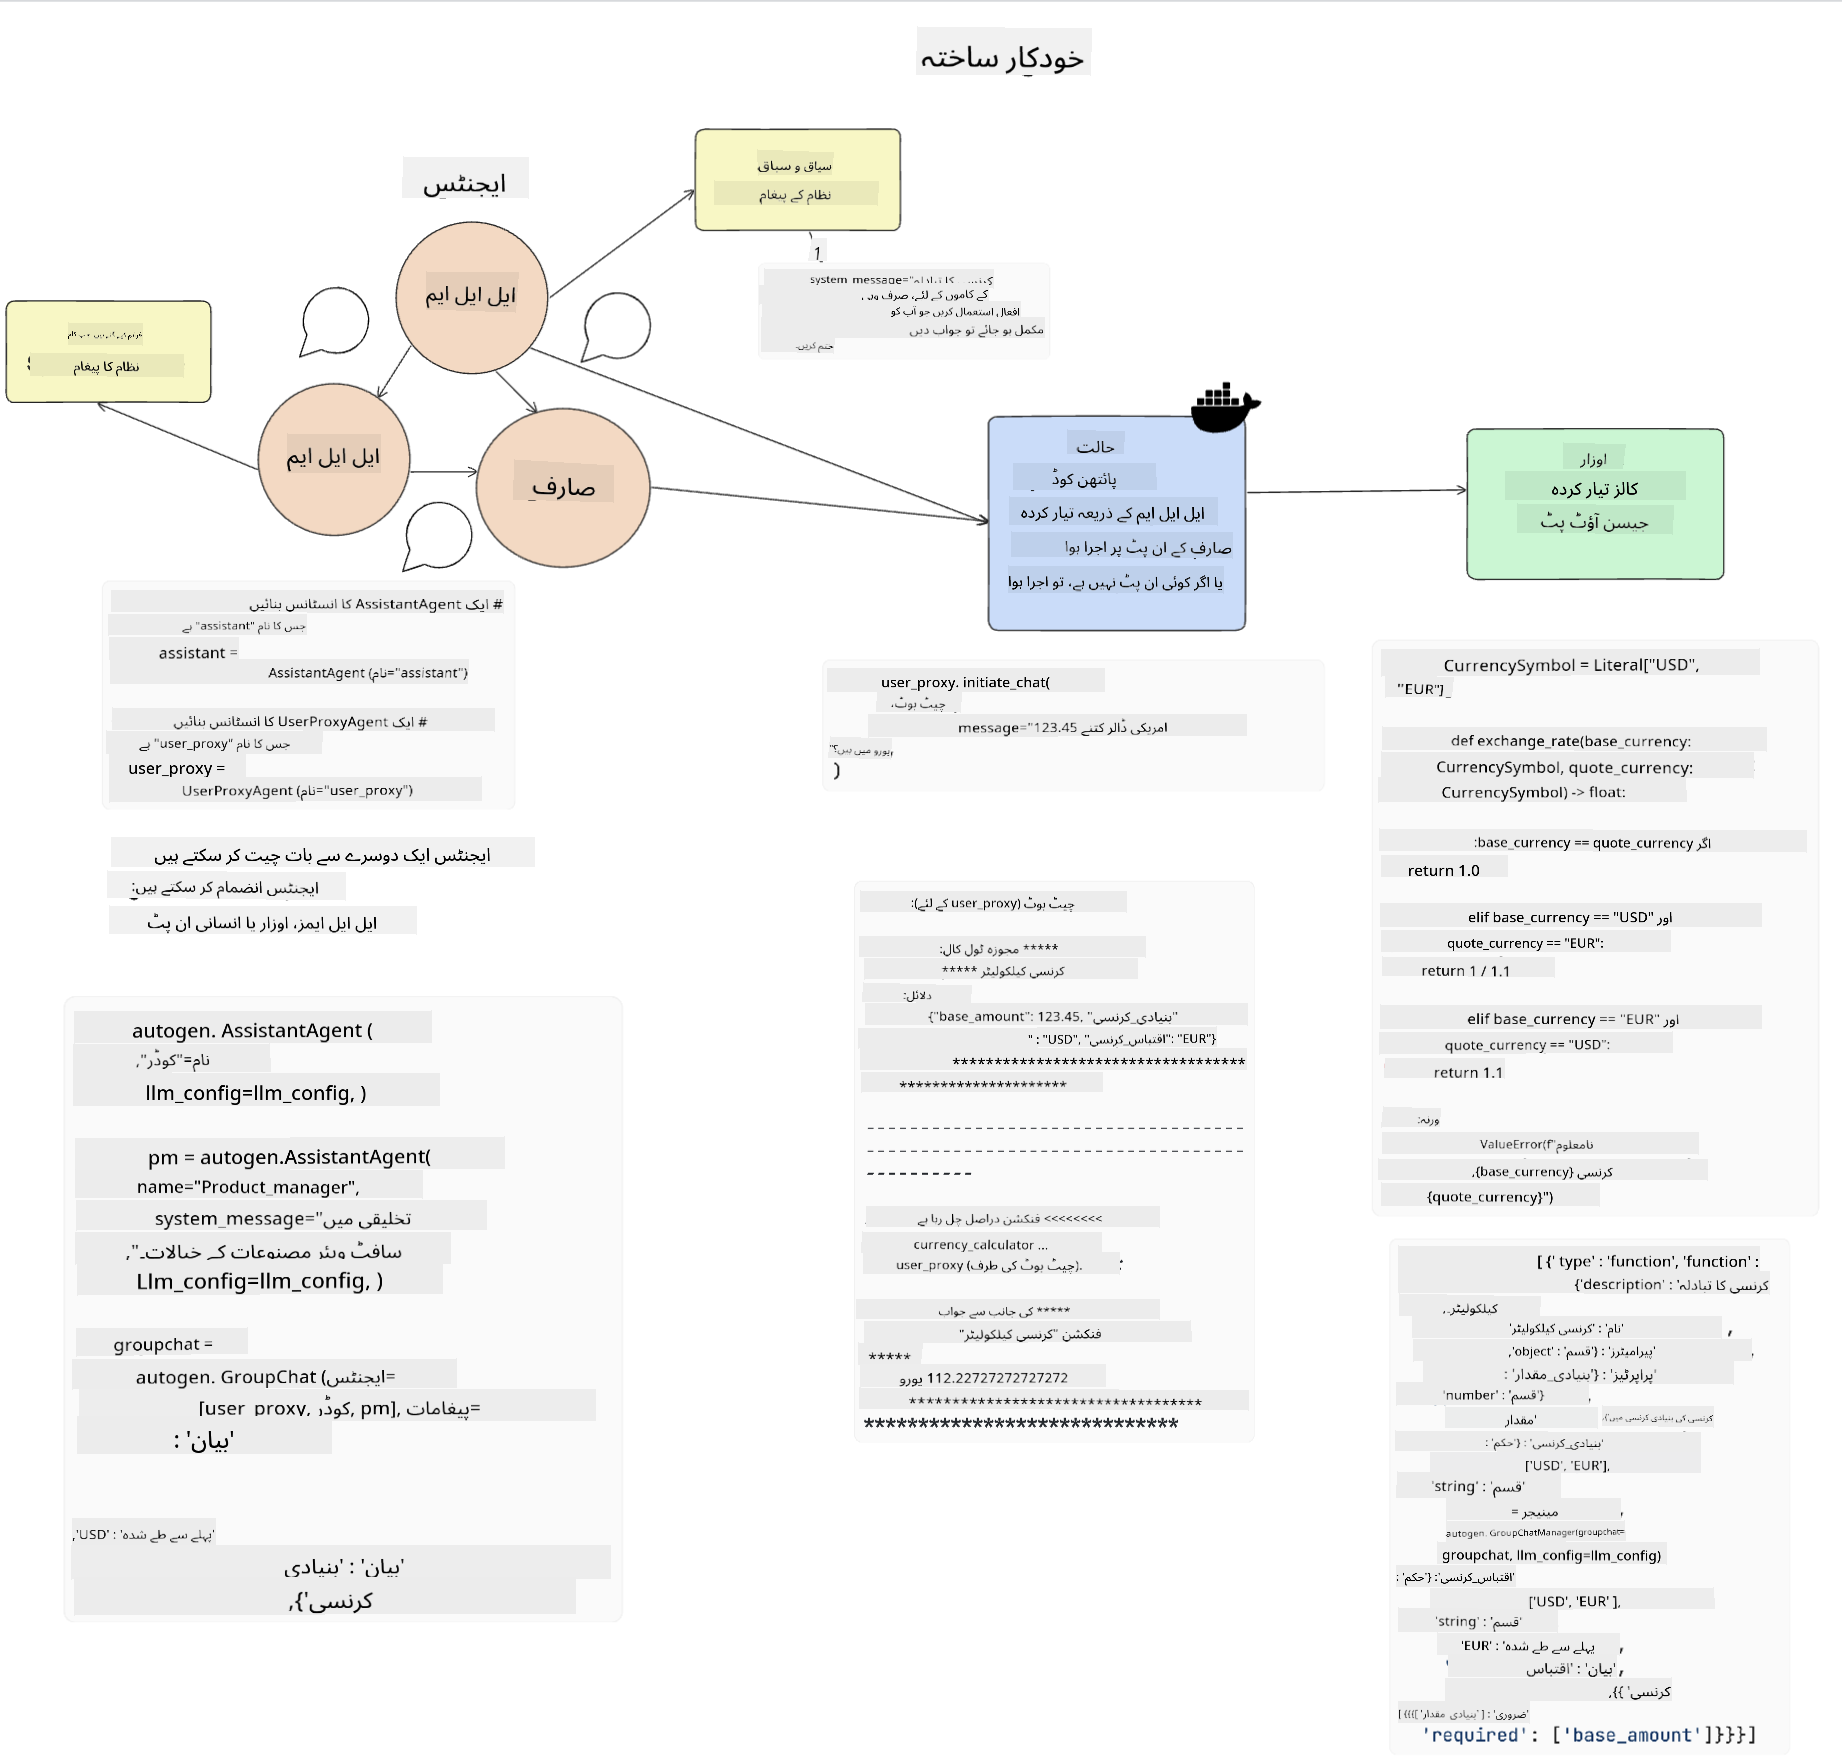 خودکار ساختہ
ایجنٹس
سیاق و سباق
نظام کے پیغام
ایل ایل ایم
نظام کا پیغام
ایل ایل ایم
صارف
1
system_message="کرنسی کا تبادلہ
کے کاموں کے لئے، صرف وہی
افعال استعمال کریں جو آپ کو
مکمل ہو جائے تو جواب دیں
ختم کریں۔
حالت
پائتھن کوڈ
ایل ایل ایم کے ذریعہ تیار کردہ
صارف کے ان پٹ پر اجرا ہوا
یا اگر کوئی ان پٹ نہیں ہے، تو اجرا ہوا
اوزار
کالز تیار کردہ
جیسن آؤٹ پٹ
# ایک AssistantAgent کا انسٹانس بنائیں
جس کا نام "assistant" ہے
assistant =
AssistantAgent (نام="assistant")
# ایک UserProxyAgent کا انسٹانس بنائیں
جس کا نام "user_proxy" ہے
user_proxy =
UserProxyAgent (نام="user_proxy")
ایجنٹس ایک دوسرے سے بات چیت کر سکتے ہیں
ایجنٹس انضمام کر سکتے ہیں:
ایل ایل ایمز، اوزار یا انسانی ان پٹ
autogen. AssistantAgent (
نام="کوڈر",
llm_config=llm_config, )
pm = autogen.AssistantAgent(
name="Product_manager",
system_message="تخلیقی میں
سافٹ ویئر مصنوعات کے خیالات۔",
Llm_config=llm_config, )
groupchat =
autogen. GroupChat (ایجنٹس=
[user_proxy, کوڈر, pm], پیغامات=
'بیان' :
'پہلے سے طے شدہ' : 'USD',
'بیان' : 'بنیادی
کرنسی'},
user_proxy. initiate_chat(
چیٹ بوٹ،
message="123.45 امریکی ڈالر کتنے
یورو میں ہیں؟"
)
چیٹ بوٹ (user_proxy کے لئے):
***** مجوزہ ٹول کال:
کرنسی کیلکولیٹر *****
دلائل:
{"base_amount": 123.45, "بنیادی_کرنسی"
" : "USD", "اقتباس_کرنسی": "EUR"}
************************************
*********************
- - - - - - - - - - - - - - - - - - - - - - - - - - - - - - - -
- - - - - - - - - - - - - - - - - - - - - - - - - - - - - - - -
- - - - - - - - - -
>>>>>>>> فنکشن دراصل چل رہا ہے
currency_calculator ...
user_proxy (چیٹ بوٹ کی طرف).
***** کی جانب سے جواب
فنکشن "کرنسی کیلکولیٹر"
*****
112.22727272727272 یورو
************************************
*****************************
CurrencySymbol = Literal["USD",
"EUR"]
def exchange_rate(base_currency:
CurrencySymbol, quote_currency:
CurrencySymbol) -> float:
اگر base_currency == quote_currency:
return 1.0
elif base_currency == "USD" اور
quote_currency == "EUR":
return 1 / 1.1
elif base_currency == "EUR" اور
quote_currency == "USD":
return 1.1
ورنہ:
ValueError(f"نامعلوم
کرنسی {base_currency},
{quote_currency}")
[ {' type' : 'function', 'function' :
{'description' : 'کرنسی کا تبادلہ
کیلکولیٹر۔,
'نام' : 'کرنسی کیلکولیٹر' ,
'پیرامیٹرز' : {'قسم' : 'object',
'پراپرٹیز' : {'بنیادی_مقدار' :
{'قسم' : 'number' ,
'مقدار
کرنسی کی بنیادی کرنسی میں'},
'بنیادی_کرنسی' : {'حکم' :
['USD', 'EUR'],
'قسم' : 'string'
مینیجر = ,
autogen. GroupChatManager(groupchat=
groupchat, llm_config=llm_config)
'اقتباس_کرنسی': {'حکم' :
['USD', 'EUR' ],
'قسم' : 'string'
'پہلے سے طے شدہ' : 'EUR' ,
'بیان' : 'اقتباس ,
کرنسی' }},
'ضروری' : [ 'بنیادی_مقدار' ]}}} ]
'required': ['base_amount']}}}]